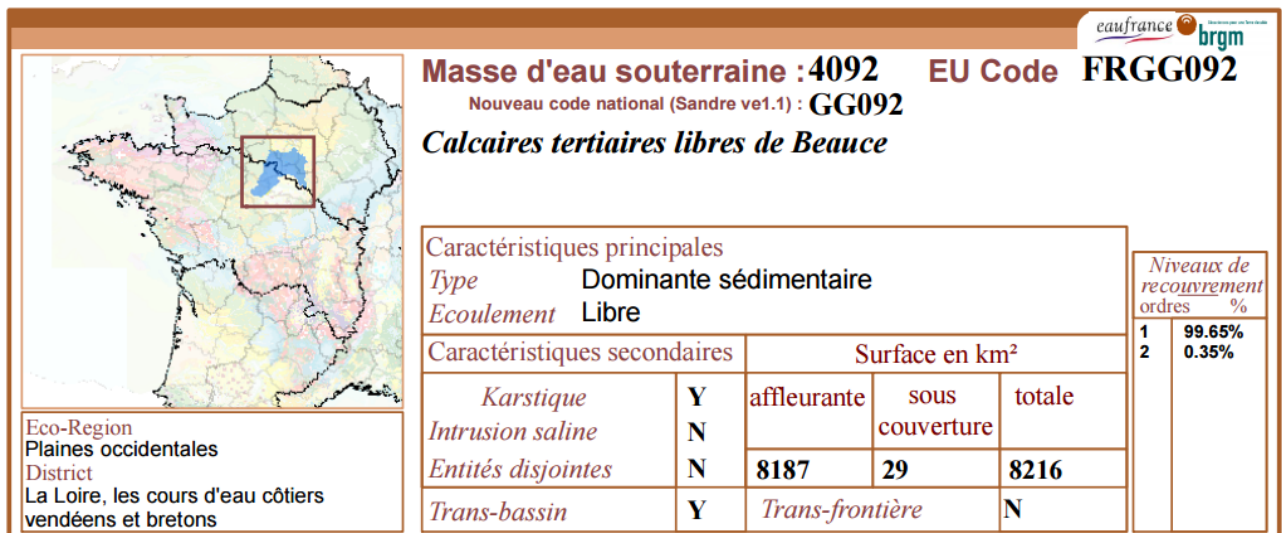 eaufrance
brgm
Masse d'eau souterraine : 4092 EU Code FRGG092
Nouveau code national (Sandre ve1.1) : GG092
Calcaires tertiaires libres de Beauce
Eco-Region
Plaines occidentales
District
La Loire, les cours d'eau côtiers
vendéens et bretons
Caractéristiques principales
Type Dominante sédimentaire
Ecoulement Libre
Caractéristiques secondaires Surface en km²
Karstique Y affleurante sous totale
Intrusion saline N couverture
Entités disjointes N 8187 29 8216
Trans-bassin Y Trans-frontière N
Niveaux de
recouvrement
ordres %
1 99.65%
2 0.35%